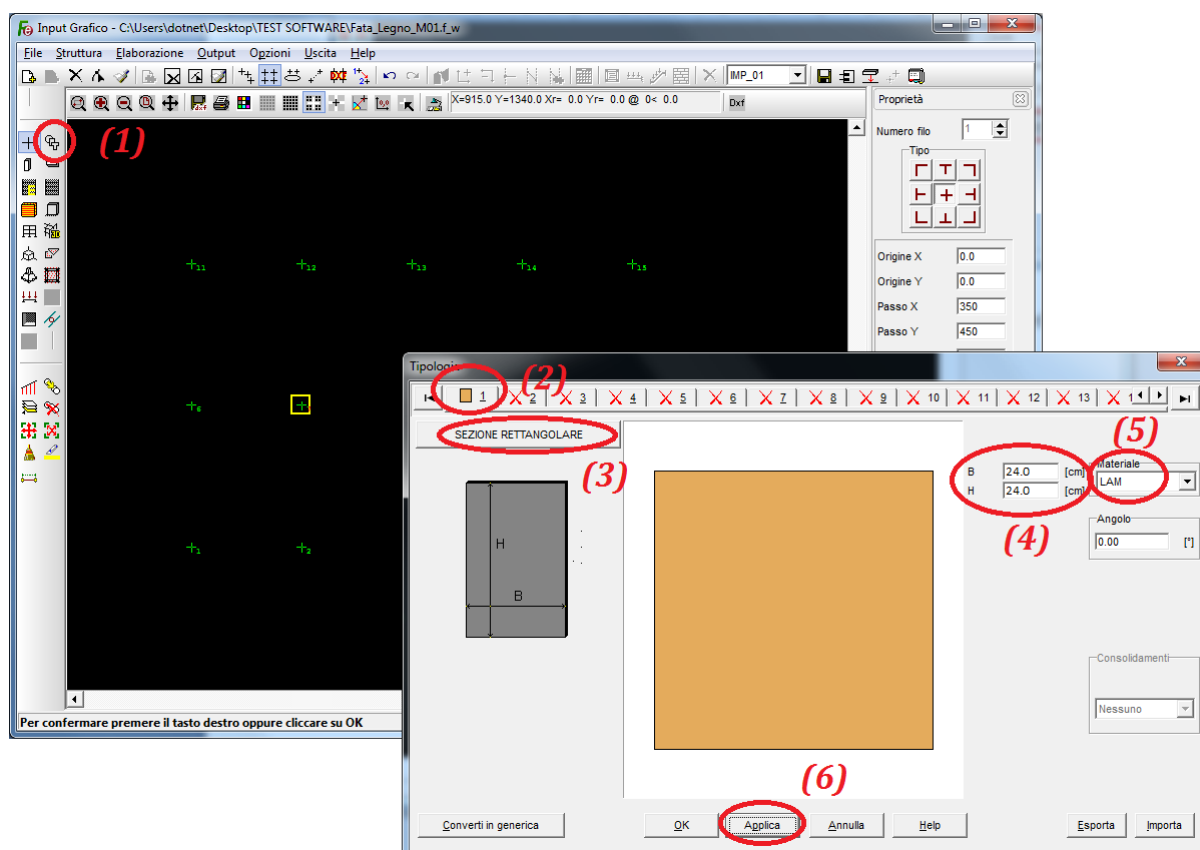 Input Grafico - C:\Users\dotnet\Desktop\TEST SOFTWARE\Fata_Legno_M01.f_w
File Struttura Elaborazione Output Opzioni Uscita Help
IMP_01
X=915.0 Y=1340.0 Xr= 0.0 Yr= 0.0 @ 0< 0.0
Dxf
(1)
Proprietà
Numero filo 1
Tipo
Origine X 0.0
Origine Y 0.0
Passo X 350
Passo Y 450
11 12 13 14 15
6
1 2
Per confermare premere il tasto destro oppure cliccare su OK
Tipologie
(2)
1 2 3 4 5 6 7 8 9 10 11 12 13 1
SEZIONE RETTANGOLARE
(3)
H
B
B 24.0 [cm]
H 24.0 [cm]
(4)
(5)
Materiale
LAM
Angolo
0.00 [°]
Consolidamenti
Nessuno
(6)
Converti in generica OK Applica Annulla Help Esporta Importa